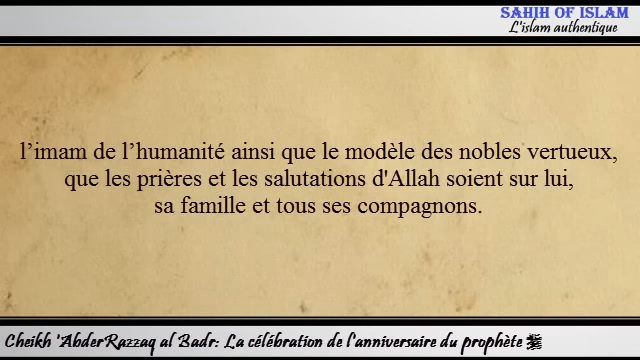 SAHIH OF ISLAM
L'islam authentique
l’imam de l’humanité ainsi que le modèle des nobles vertueux,
que les prières et les salutations d'Allah soient sur lui,
sa famille et tous ses compagnons.
Cheikh 'AbderRazzaq al Badr: La célébration de l'anniversaire du prophète ﷺ